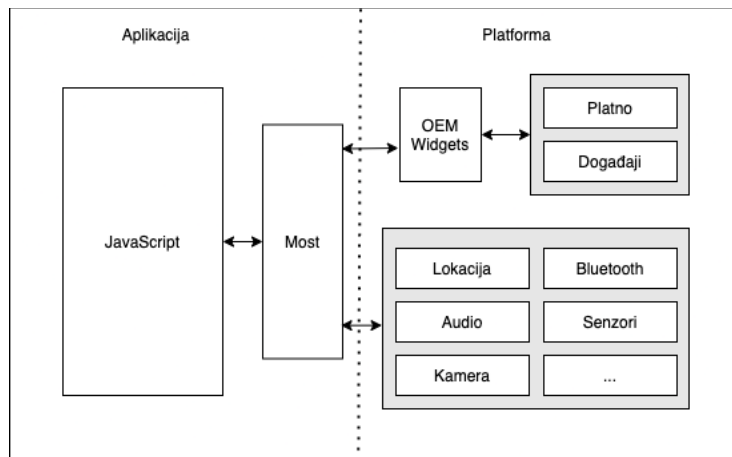 Aplikacija
Platforma
JavaScript
Most
OEM
Widgets
Platno
Događaji
Lokacija
Bluetooth
Audio
Senzori
Kamera
...